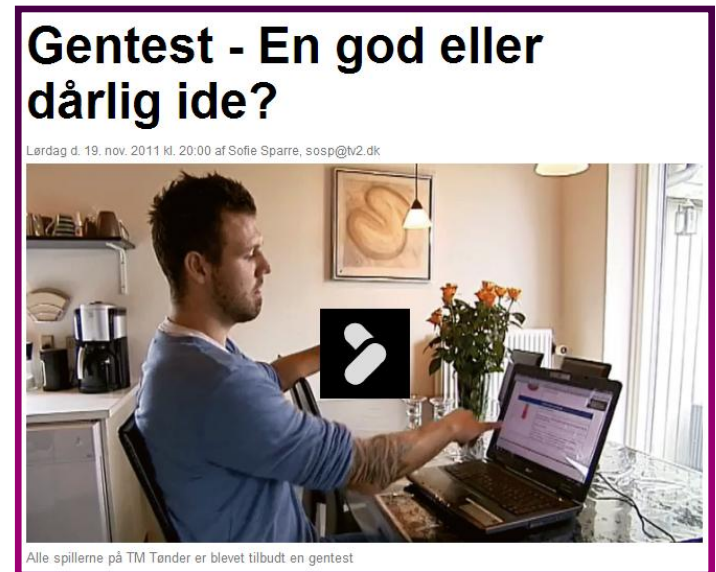 Gentest - En god eller
dårlig ide?
Lørdag d. 19. nov. 2011 kl. 20:00 af Sofie Sparre, sosp@tv2.dk
Alle spillerne på TM Tønder er blevet tilbudt en gentest